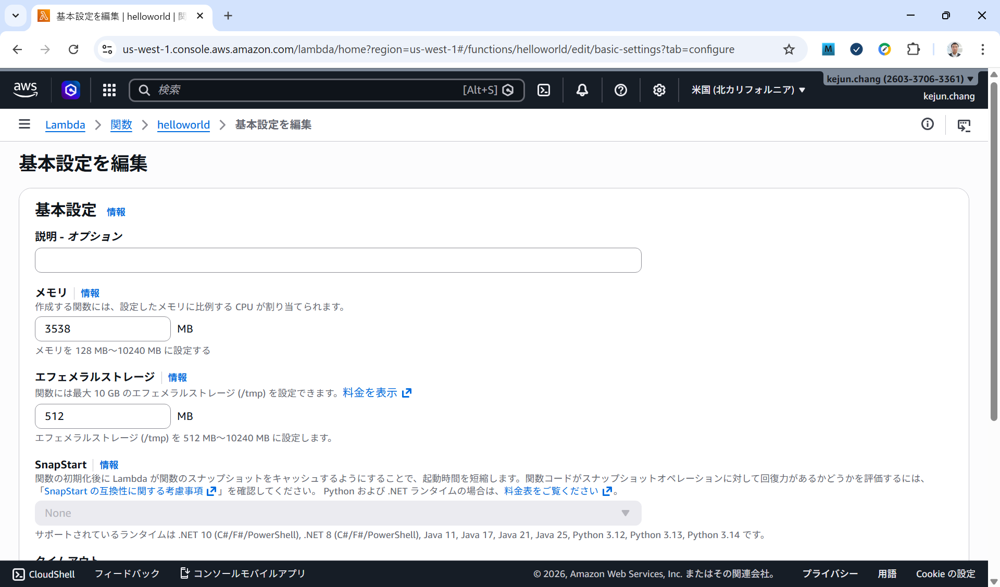 基本設定を編集 | helloworld | 関
us-west-1.console.aws.amazon.com/lambda/home?region=us-west-1#/functions/helloworld/edit/basic-settings?tab=configure
M
aws
検索
[Alt+S]
米国 (北カリフォルニア) ▼
kejun.chang (2603-3706-3361) ▼
kejun.chang
Lambda > 関数 > helloworld > 基本設定を編集
基本設定を編集
基本設定 情報
説明 - オプション
メモリ 情報
作成する関数には、設定したメモリに比例する CPU が割り当てられます。
3538 MB
メモリを 128 MB～10240 MB に設定する
エフェメラルストレージ 情報
関数には最大 10 GB のエフェメラルストレージ (/tmp) を設定できます。料金を表示
512 MB
エフェメラルストレージ (/tmp) を 512 MB～10240 MB に設定します。
SnapStart 情報
関数の初期化後に Lambda が関数のスナップショットをキャッシュするようにすることで、起動時間を短縮します。関数コードがスナップショットオペレーションに対して回復力があるかどうかを評価するには、
「SnapStart の互換性に関する考慮事項」を確認してください。 Python および .NET ランタイムの場合は、料金表をご覧ください。
None
サポートされているランタイムは .NET 10 (C#/F#/PowerShell), .NET 8 (C#/F#/PowerShell), Java 11, Java 17, Java 21, Java 25, Python 3.12, Python 3.13, Python 3.14 です。
タイムアウト
CloudShell フィードバック コンソールモバイルアプリ
© 2026, Amazon Web Services, Inc. またはその関連会社。 プライバシー 用語 Cookie の設定